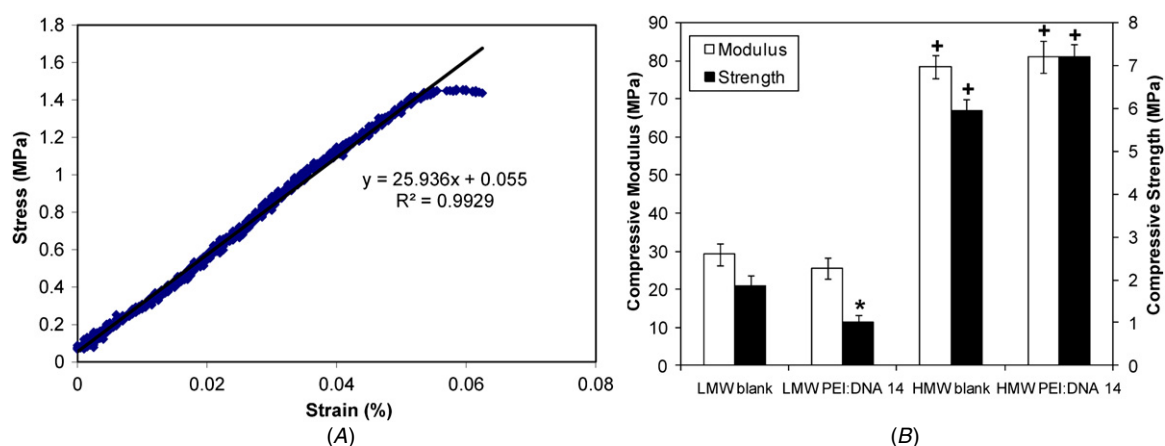 1.8
1.6
1.4
1.2
1
0.8
0.6
0.4
0.2
0
Stress (MPa)
y = 25.936x + 0.055
R² = 0.9929
0 0.02 0.04 0.06 0.08
Strain (%)
(A)
90
80
70
60
50
40
30
20
10
0
Compressive Modulus (MPa)
Modulus
Strength
+
+
+
+
*
8
7
6
5
4
3
2
1
0
Compressive Strength (MPa)
LMW blank LMW PEI:DNA 14 HMW blank HMW PEI:DNA 14
(B)